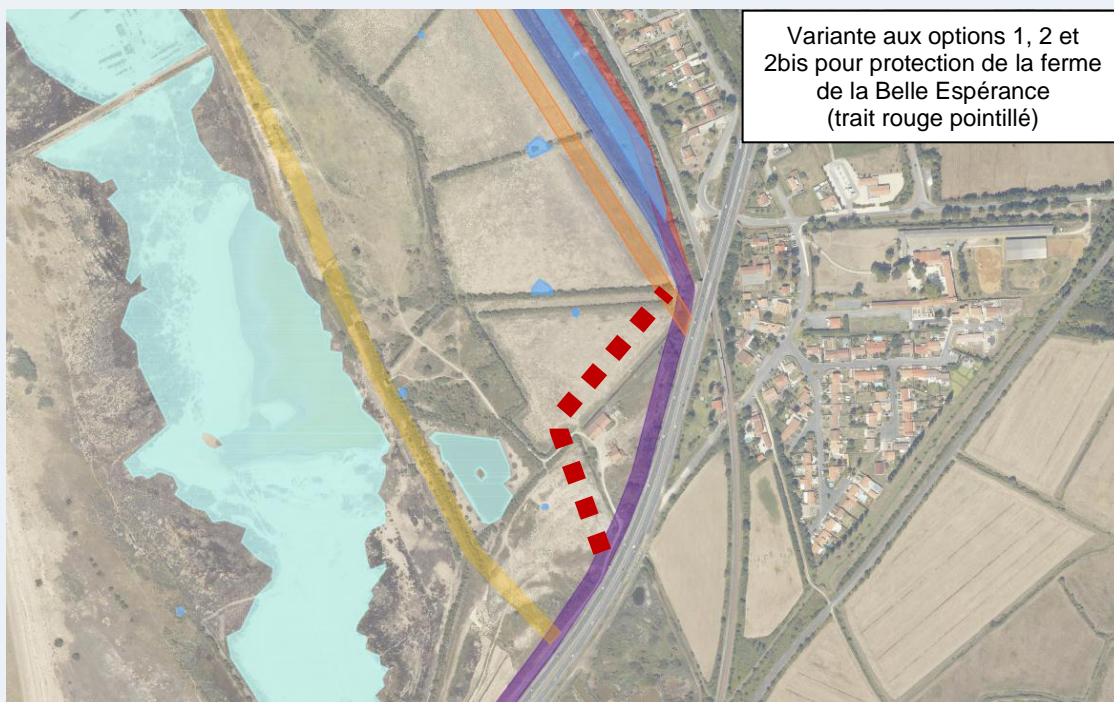 Variante aux options 1, 2 et
2bis pour protection de la ferme
de la Belle Espérance
(trait rouge pointillé)